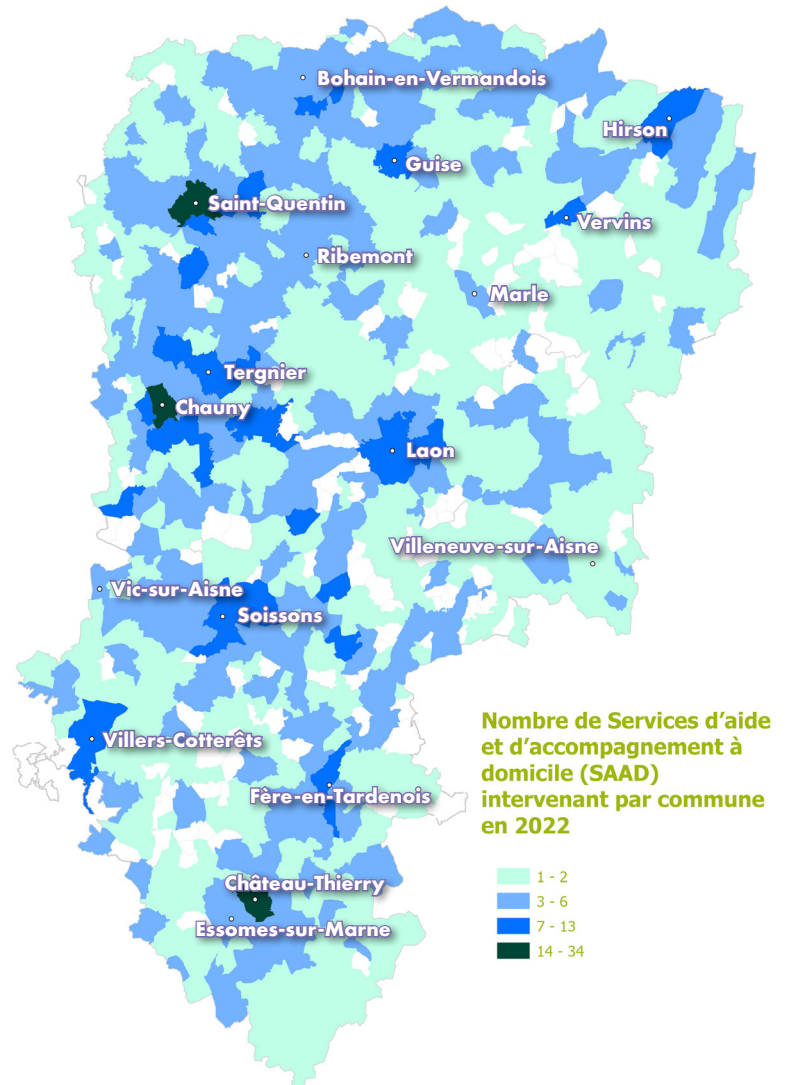 Bohain-en-Vermandois
Hirson
Guise
Saint-Quentin
Vervins
Ribemont
Marle
Tergnier
Chauny
Laon
Villeneuve-sur-Aisne
Vic-sur-Aisne
Soissons
Villers-Cotterêts
Fère-en-Tardenois
Château-Thierry
Essomes-sur-Marne
Nombre de Services d’aide
et d’accompagnement à
domicile (SAAD)
intervenant par commune
en 2022
1 - 2
3 - 6
7 - 13
14 - 34